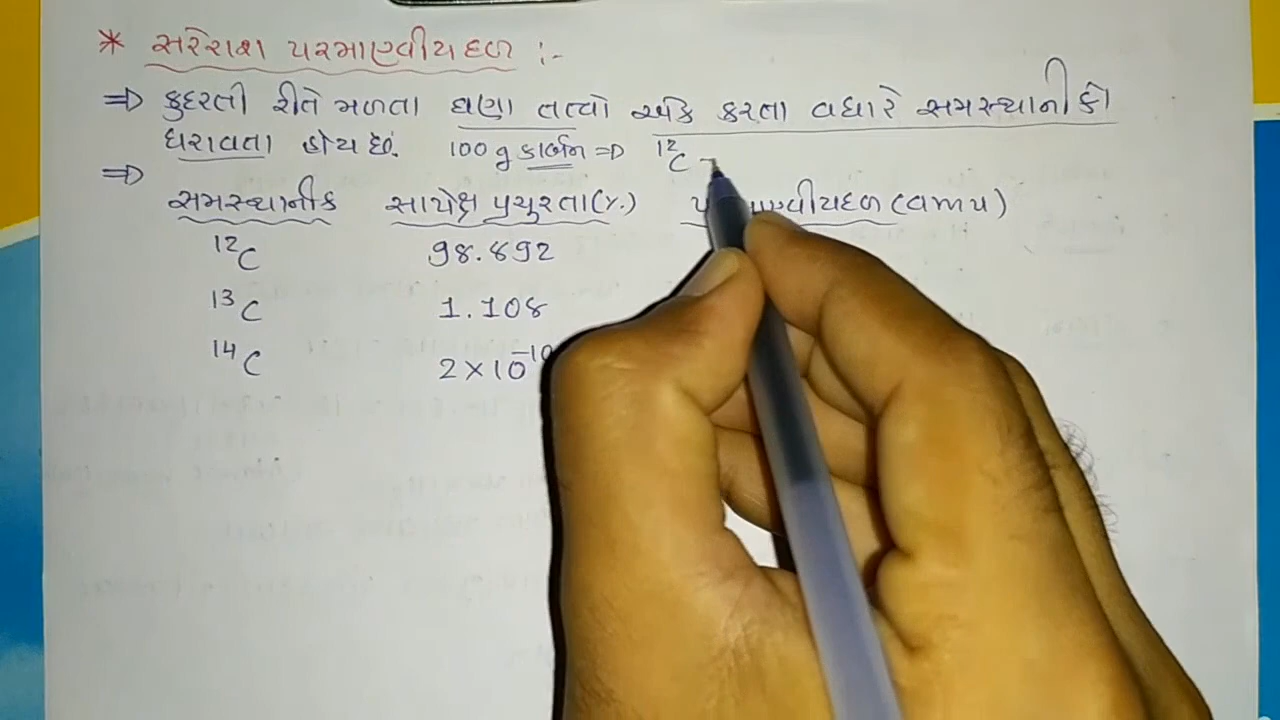 * સરેરાશ પરમાણ્વીયદળ :-
⇒ કુદરતી રીતે મળતા ઘણા તત્વો એક કરતા વધારે સમસ્થાનીકો
ધરાવતા હોય છે. 100 g કાર્બન ⇒ ¹²C -
⇒
સમસ્થાનીક સાપેક્ષ પ્રચુરતા(%)
¹²C 98.892
¹³C 1.108
¹⁴C 2 × 10⁻¹⁰